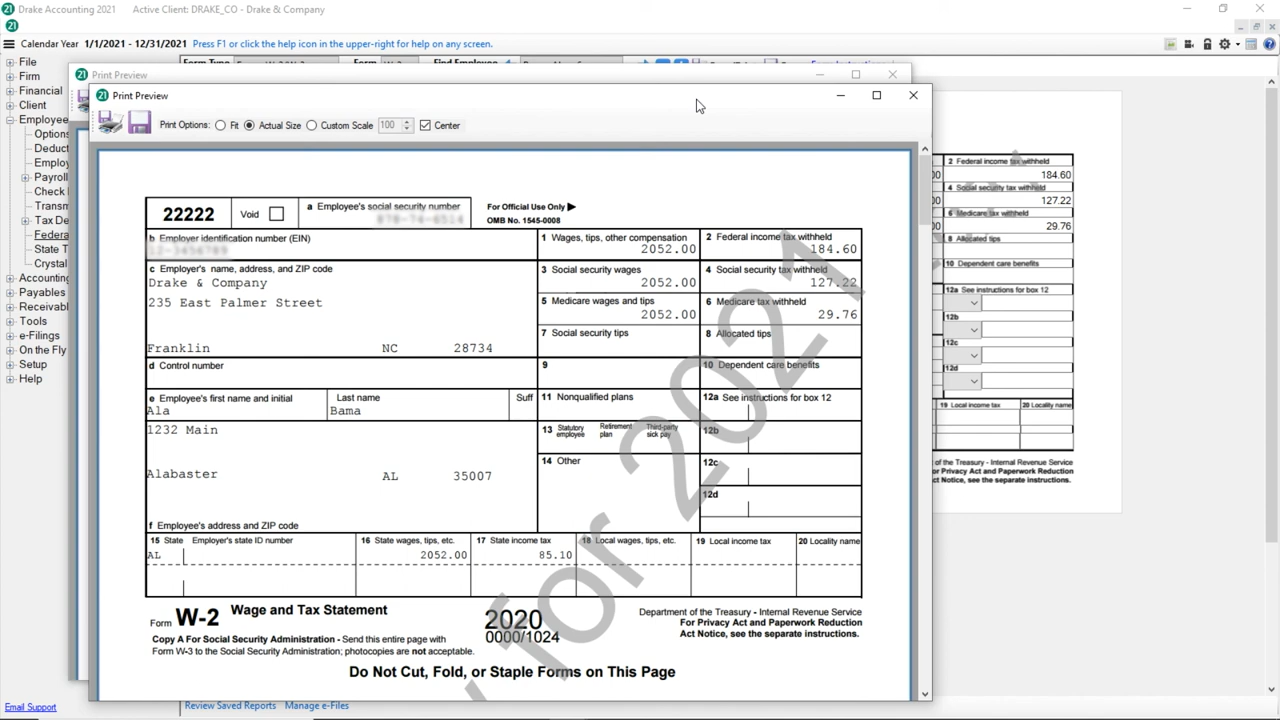 Drake Accounting 2021 Active Client: DRAKE_CO - Drake & Company
Calendar Year 1/1/2021 - 12/31/2021 Press F1 or click the help icon in the upper-right for help on any screen.
File
Firm
Financial
Client
Employee
Options
Deduct
Employ
Payroll
Check
Transm
Tax De
Federa
State T
Crystal
Accounting
Payables
Receivab
Tools
e-Filings
On the Fly
Setup
Help
Email Support
Review Saved Reports Manage e-Files
Print Preview
Print Preview
Print Options: Fit Actual Size Custom Scale 100 Center
22222 Void a Employee's social security number For Official Use Only ▶
OMB No. 1545-0008
b Employer identification number (EIN) 1 Wages, tips, other compensation 2 Federal income tax withheld
2052.00 184.60
c Employer's name, address, and ZIP code 3 Social security wages 4 Social security tax withheld
Drake & Company 2052.00 127.22
235 East Palmer Street 5 Medicare wages and tips 6 Medicare tax withheld
2052.00 29.76
7 Social security tips 8 Allocated tips
Franklin NC 28734
d Control number 9 10 Dependent care benefits
e Employee's first name and initial Last name Suff 11 Nonqualified plans 12a See instructions for box 12
Ala Bama
1232 Main 13 Statutory employee Retirement plan Third-party sick pay 12b
14 Other 12c
Alabaster AL 35007
12d
f Employee's address and ZIP code
15 State Employer's state ID number 16 State wages, tips, etc. 17 State income tax 18 Local wages, tips, etc. 19 Local income tax 20 Locality name
AL 2052.00 85.10
Form W-2 Wage and Tax Statement 2020 Department of the Treasury - Internal Revenue Service
0000/1024 For Privacy Act and Paperwork Reduction
Copy A For Social Security Administration - Send this entire page with Act Notice, see the separate instructions.
Form W-3 to the Social Security Administration; photocopies are not acceptable.
Do Not Cut, Fold, or Staple Forms on This Page
for 2021
2 Federal income tax withheld
184.60
4 Social security tax withheld
127.22
6 Medicare tax withheld
29.76
8 Allocated tips
10 Dependent care benefits
12a See instructions for box 12
12b
12c
12d
19 Local income tax 20 Locality name
of the Treasury - Internal Revenue Service
or Privacy Act and Paperwork Reduction
ct Notice, see the separate instructions.